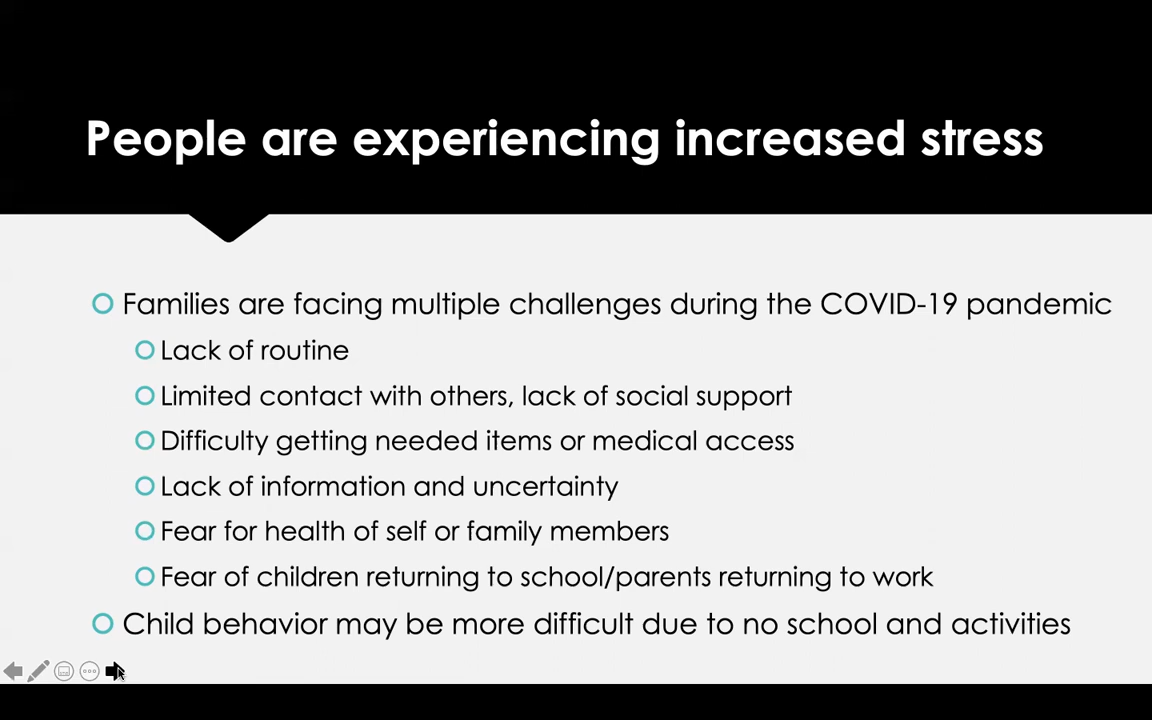 People are experiencing increased stress
Families are facing multiple challenges during the COVID-19 pandemic
Lack of routine
Limited contact with others, lack of social support
Difficulty getting needed items or medical access
Lack of information and uncertainty
Fear for health of self or family members
Fear of children returning to school/parents returning to work
Child behavior may be more difficult due to no school and activities